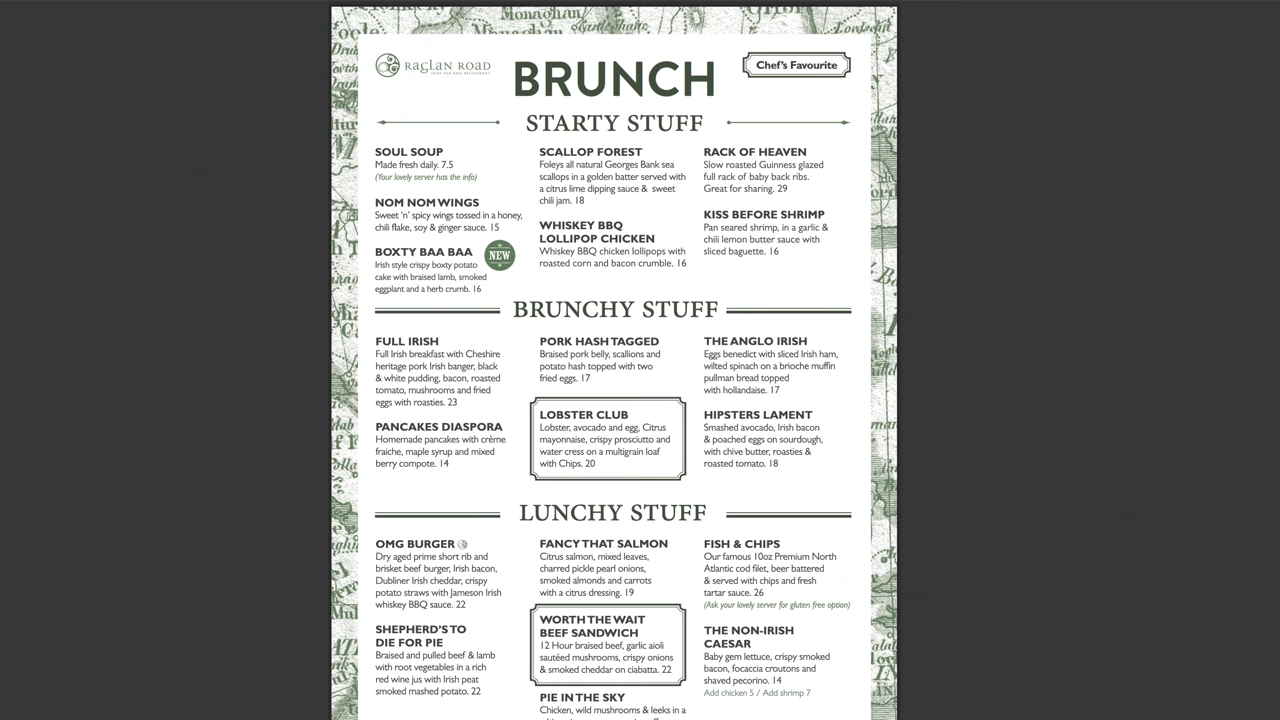 Monaghan
RAGLAN ROAD
IRISH PUB AND RESTAURANT
BRUNCH
Chef's Favourite
STARTY STUFF
SOUL SOUP
Made fresh daily. 7.5
(Your lovely server has the info)
NOM NOM WINGS
Sweet 'n' spicy wings tossed in a honey,
chili flake, soy & ginger sauce. 15
BOXTY BAA BAA
NEW
Irish style crispy boxty potato
cake with braised lamb, smoked
eggplant and a herb crumb. 16
SCALLOP FOREST
Foleys all natural Georges Bank sea
scallops in a golden batter served with
a citrus lime dipping sauce & sweet
chili jam. 18
WHISKEY BBQ
LOLLIPOP CHICKEN
Whiskey BBQ chicken lollipops with
roasted corn and bacon crumble. 16
RACK OF HEAVEN
Slow roasted Guinness glazed
full rack of baby back ribs.
Great for sharing. 29
KISS BEFORE SHRIMP
Pan seared shrimp, in a garlic &
chili lemon butter sauce with
sliced baguette. 16
BRUNCHY STUFF
FULL IRISH
Full Irish breakfast with Cheshire
heritage pork Irish banger, black
& white pudding, bacon, roasted
tomato, mushrooms and fried
eggs with roasties. 23
PANCAKES DIASPORA
Homemade pancakes with crème
fraiche, maple syrup and mixed
berry compote. 14
PORK HASH TAGGED
Braised pork belly, scallions and
potato hash topped with two
fried eggs. 17
LOBSTER CLUB
Lobster, avocado and egg, Citrus
mayonnaise, crispy prosciutto and
water cress on a multigrain loaf
with Chips. 20
THE ANGLO IRISH
Eggs benedict with sliced Irish ham,
wilted spinach on a brioche muffin
pullman bread topped
with hollandaise. 17
HIPSTERS LAMENT
Smashed avocado, Irish bacon
& poached eggs on sourdough,
with chive butter, roasties &
roasted tomato. 18
LUNCHY STUFF
OMG BURGER
Dry aged prime short rib and
brisket beef burger, Irish bacon,
Dubliner Irish cheddar, crispy
potato straws with Jameson Irish
whiskey BBQ sauce. 22
SHEPHERD'S TO
DIE FOR PIE
Braised and pulled beef & lamb
with root vegetables in a rich
red wine jus with Irish peat
smoked mashed potato. 22
FANCY THAT SALMON
Citrus salmon, mixed leaves,
charred pickle pearl onions,
smoked almonds and carrots
with a citrus dressing. 19
WORTH THE WAIT
BEEF SANDWICH
12 Hour braised beef, garlic aioli
sautéed mushrooms, crispy onions
& smoked cheddar on ciabatta. 22
PIE IN THE SKY
Chicken, wild mushrooms & leeks in a
FISH & CHIPS
Our famous 10oz Premium North
Atlantic cod filet, beer battered
& served with chips and fresh
tartar sauce. 26
(Ask your lovely server for gluten free option)
THE NON-IRISH
CAESAR
Baby gem lettuce, crispy smoked
bacon, focaccia croutons and
shaved pecorino. 14
Add chicken 5 / Add shrimp 7